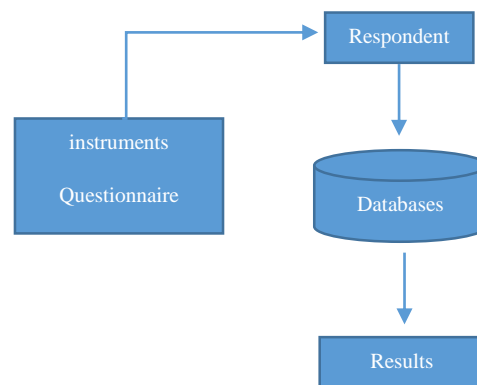 Respondent
instruments
Questionnaire
Databases
Results